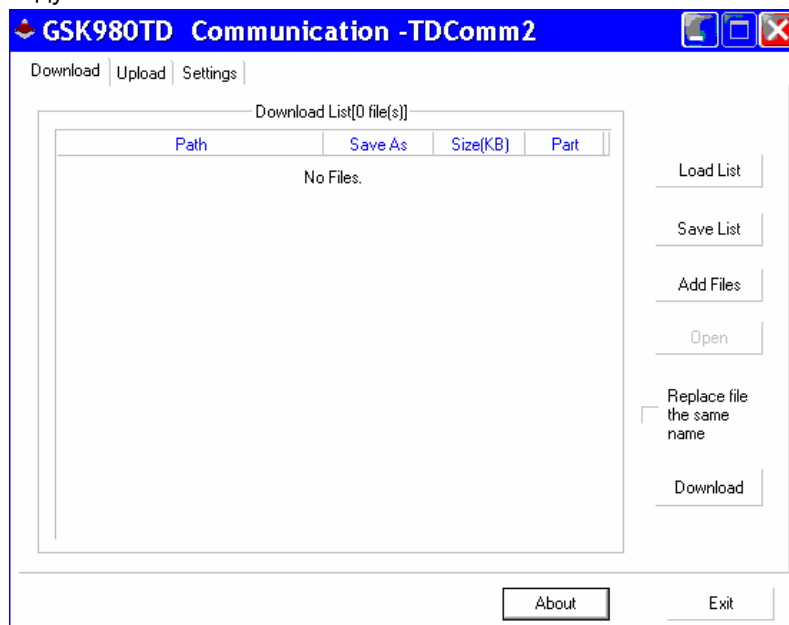 GSK980TD Communication -TDComm2
Download Upload Settings
Download List[0 file(s)]
Path Save As Size(KB) Part
No Files.
Load List
Save List
Add Files
Open
Replace file
the same
name
Download
About Exit